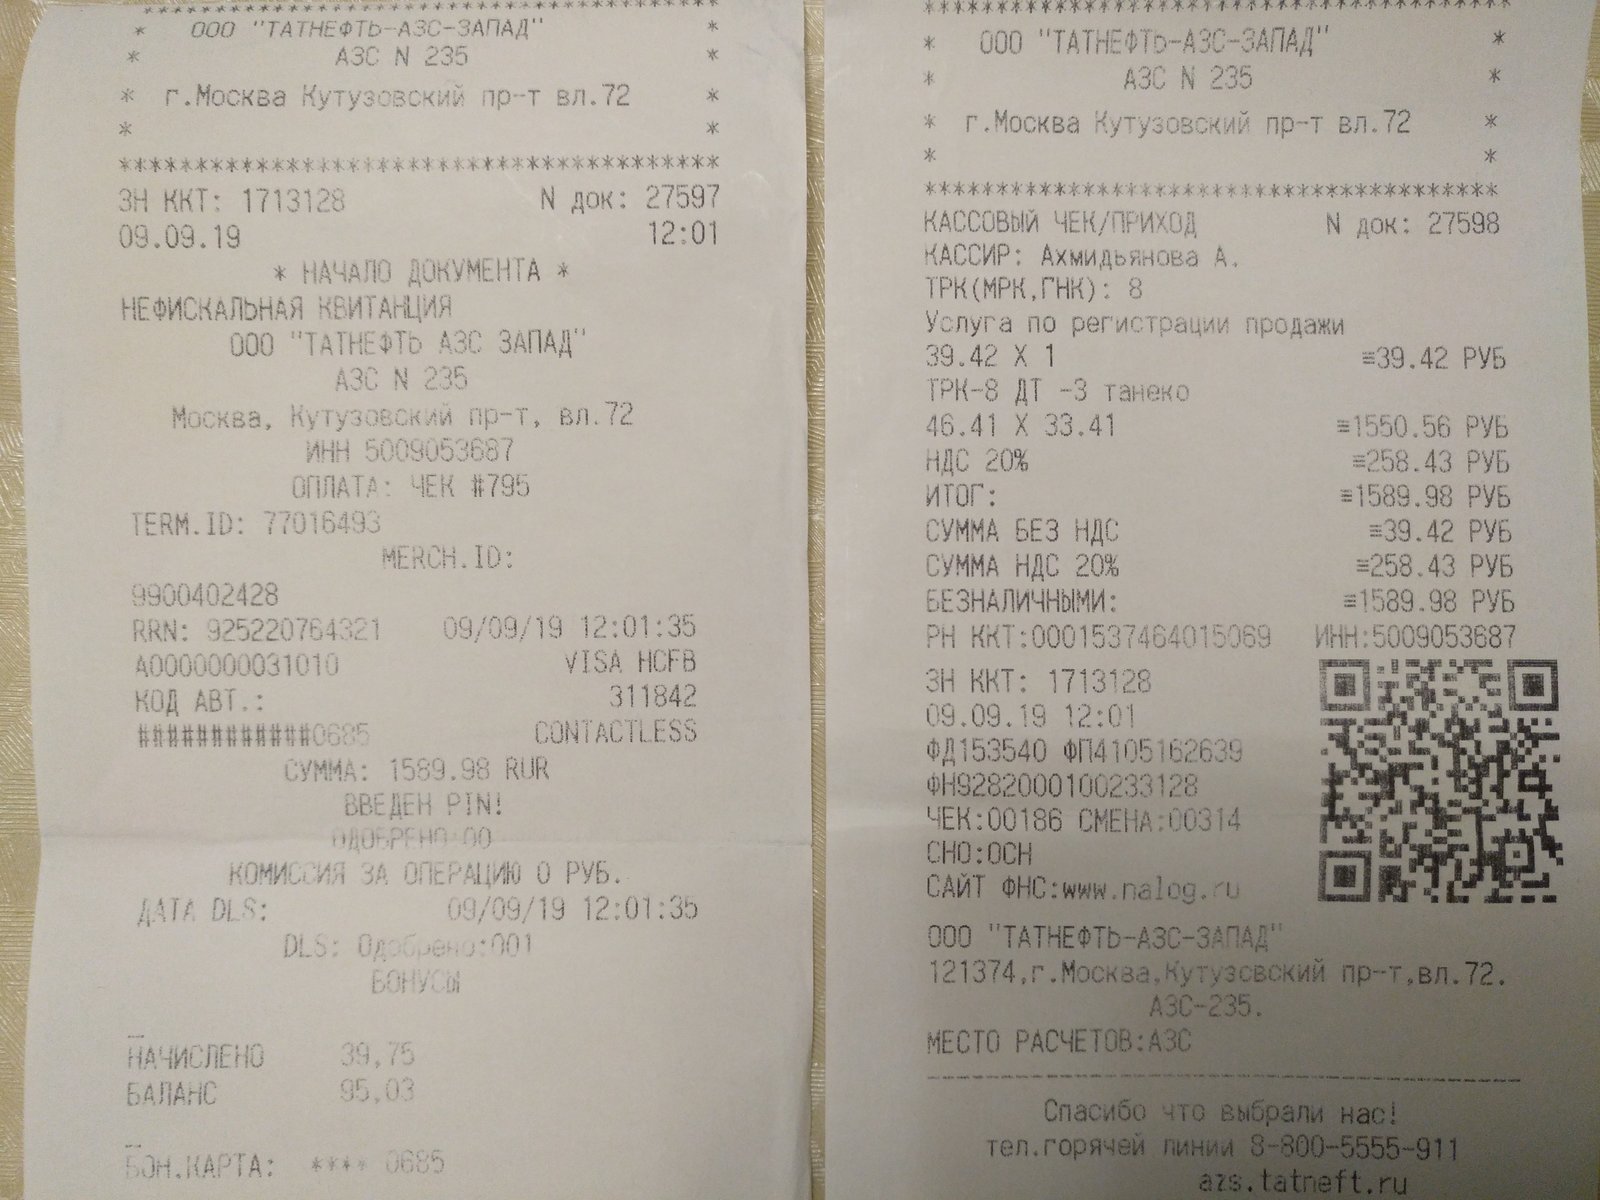 ****************************************
* ООО "ТАТНЕФТЬ-АЗС-ЗАПАД" *
* АЗС N 235 *
* г.Москва Кутузовский пр-т вл.72 *
* *
****************************************
ЗН ККТ: 1713128 N док: 27597
09.09.19 12:01
* НАЧАЛО ДОКУМЕНТА *
НЕФИСКАЛЬНАЯ КВИТАНЦИЯ
ООО "ТАТНЕФТЬ АЗС ЗАПАД"
АЗС N 235
Москва, Кутузовский пр-т, вл.72
ИНН 5009053687
ОПЛАТА: ЧЕК #795
TERM.ID: 77016493
MERCH.ID:
9900402428
RRN: 925220764321 09/09/19 12:01:35
A0000000031010 VISA HCFB
КОД АВТ.: 311842
############0685 CONTACTLESS
СУММА: 1589.98 RUR
ВВЕДЕН PIN!
ОДОБРЕНО 00
КОМИССИЯ ЗА ОПЕРАЦИЮ 0 РУБ.
ДАТА DLS: 09/09/19 12:01:35
DLS: Одобрено:001
БОНУСЫ
НАЧИСЛЕНО 39,75
БАЛАНС 95,03
БОН.КАРТА: **** 0685
****************************************
* ООО "ТАТНЕФТЬ-АЗС-ЗАПАД" *
* АЗС N 235 *
* г.Москва Кутузовский пр-т вл.72 *
* *
****************************************
КАССОВЫЙ ЧЕК/ПРИХОД N док: 27598
КАССИР: Ахмидьянова А.
ТРК(МРК,ГНК): 8
Услуга по регистрации продажи
39.42 X 1 ≡39.42 РУБ
ТРК-8 ДТ -З танеко
46.41 X 33.41 ≡1550.56 РУБ
НДС 20% ≡258.43 РУБ
ИТОГ: ≡1589.98 РУБ
СУММА БЕЗ НДС ≡39.42 РУБ
СУММА НДС 20% ≡258.43 РУБ
БЕЗНАЛИЧНЫМИ: ≡1589.98 РУБ
РН ККТ:0001537464015069 ИНН:5009053687
ЗН ККТ: 1713128
09.09.19 12:01
ФД153540 ФП4105162639
ФН9282000100233128
ЧЕК:00186 СМЕНА:00314
СНО:ОСН
САЙТ ФНС:www.nalog.ru
ООО "ТАТНЕФТЬ-АЗС-ЗАПАД"
121374,г.Москва,Кутузовский пр-т,вл.72.
АЗС-235.
МЕСТО РАСЧЕТОВ:АЗС
Спасибо что выбрали нас!
тел.горячей линии 8-800-5555-911
azs.tatneft.ru